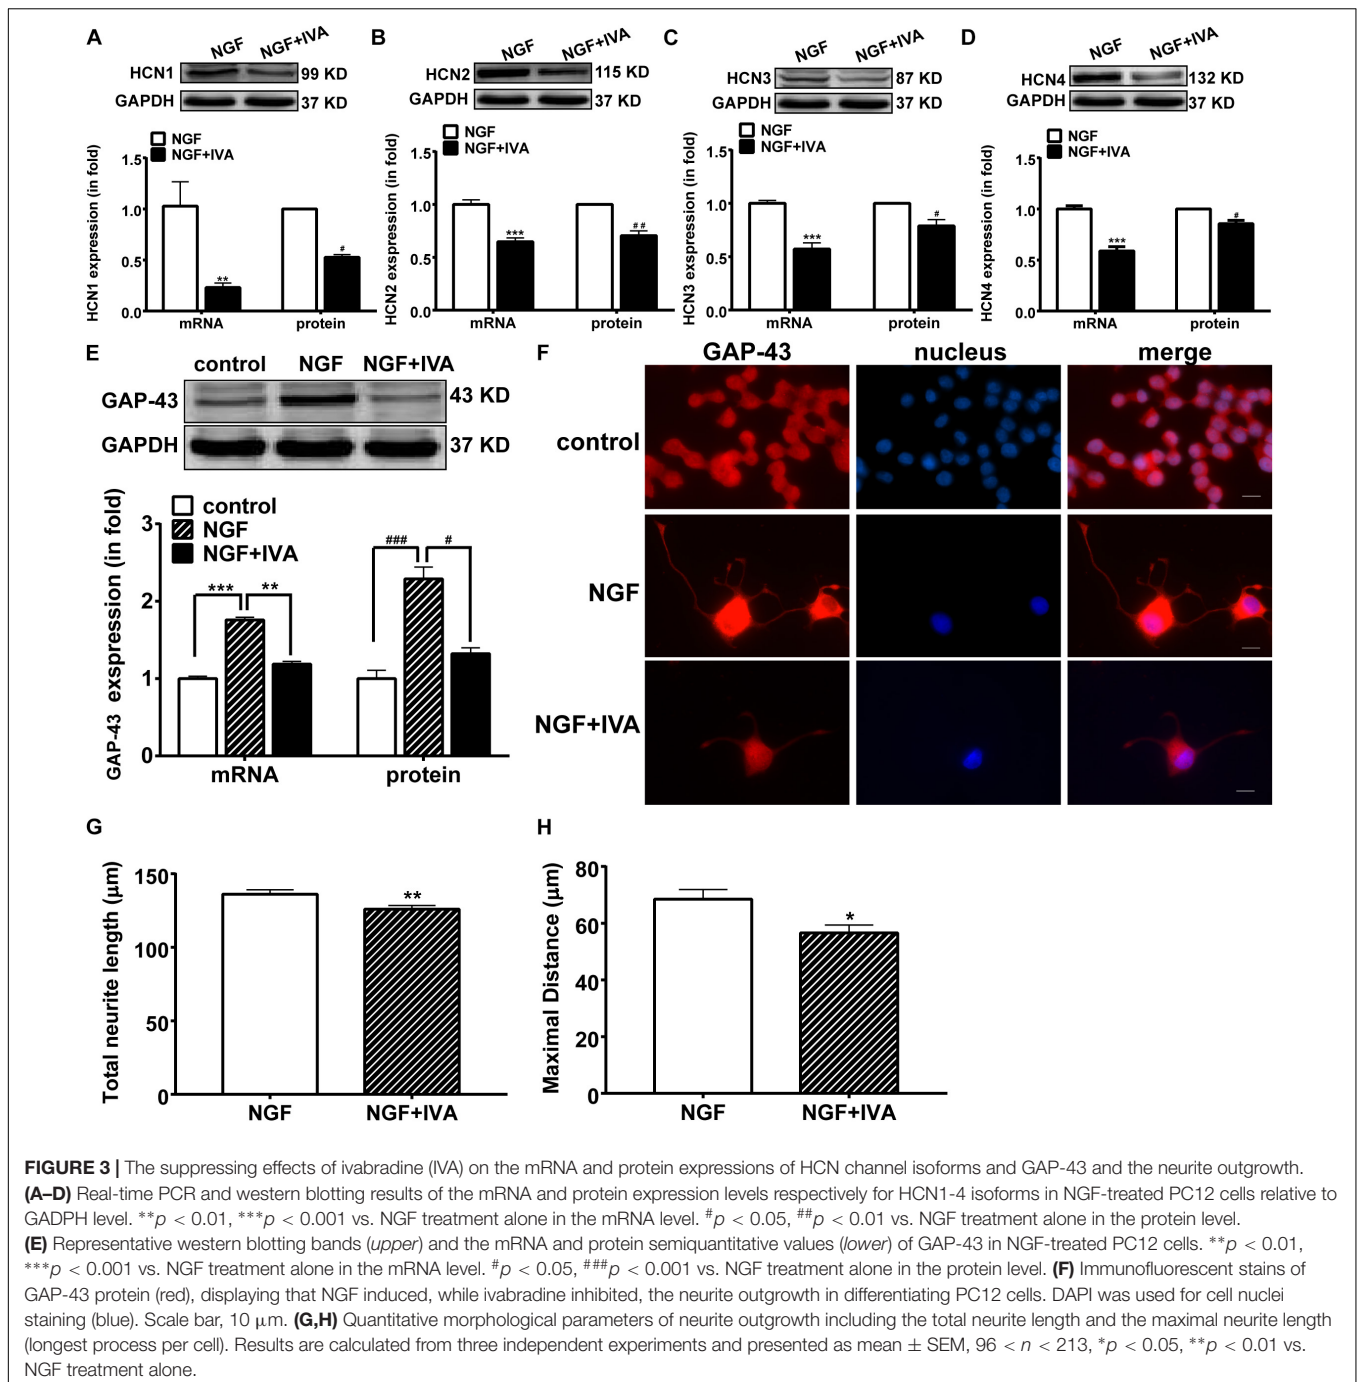 A
NGF NGF+IVA
HCN1 99 KD
GAPDH 37 KD
NGF
NGF+IVA
HCN1 expression (in fold)
1.5
1.0
0.5
0.0
**
#
mRNA protein
B
NGF NGF+IVA
HCN2 115 KD
GAPDH 37 KD
NGF
NGF+IVA
HCN2 exspression (in fold)
1.5
1.0
0.5
0.0
***
##
mRNA protein
C
NGF NGF+IVA
HCN3 87 KD
GAPDH 37 KD
NGF
NGF+IVA
HCN3 exspression (in fold)
1.5
1.0
0.5
0.0
***
#
mRNA protein
D
NGF NGF+IVA
HCN4 132 KD
GAPDH 37 KD
NGF
NGF+IVA
HCN4 expression (in fold)
1.5
1.0
0.5
0.0
***
#
mRNA protein
E
control NGF NGF+IVA
GAP-43 43 KD
GAPDH 37 KD
control
NGF
NGF+IVA
GAP-43 exspression (in fold)
3
2
1
0
*** **
### #
mRNA protein
F
GAP-43 nucleus merge
control
NGF
NGF+IVA
G
Total neurite length (μm)
150
100
50
0
**
NGF NGF+IVA
H
Maximal Distance (μm)
80
60
40
20
0
*
NGF NGF+IVA
FIGURE 3 | The suppressing effects of ivabradine (IVA) on the mRNA and protein expressions of HCN channel isoforms and GAP-43 and the neurite outgrowth.
(A–D) Real-time PCR and western blotting results of the mRNA and protein expression levels respectively for HCN1-4 isoforms in NGF-treated PC12 cells relative to
GADPH level. **p < 0.01, ***p < 0.001 vs. NGF treatment alone in the mRNA level. #p < 0.05, ##p < 0.01 vs. NGF treatment alone in the protein level.
(E) Representative western blotting bands (upper) and the mRNA and protein semiquantitative values (lower) of GAP-43 in NGF-treated PC12 cells. **p < 0.01,
***p < 0.001 vs. NGF treatment alone in the mRNA level. #p < 0.05, ###p < 0.001 vs. NGF treatment alone in the protein level. (F) Immunofluorescent stains of
GAP-43 protein (red), displaying that NGF induced, while ivabradine inhibited, the neurite outgrowth in differentiating PC12 cells. DAPI was used for cell nuclei
staining (blue). Scale bar, 10 μm. (G,H) Quantitative morphological parameters of neurite outgrowth including the total neurite length and the maximal neurite length
(longest process per cell). Results are calculated from three independent experiments and presented as mean ± SEM, 96 < n < 213, *p < 0.05, **p < 0.01 vs.
NGF treatment alone.